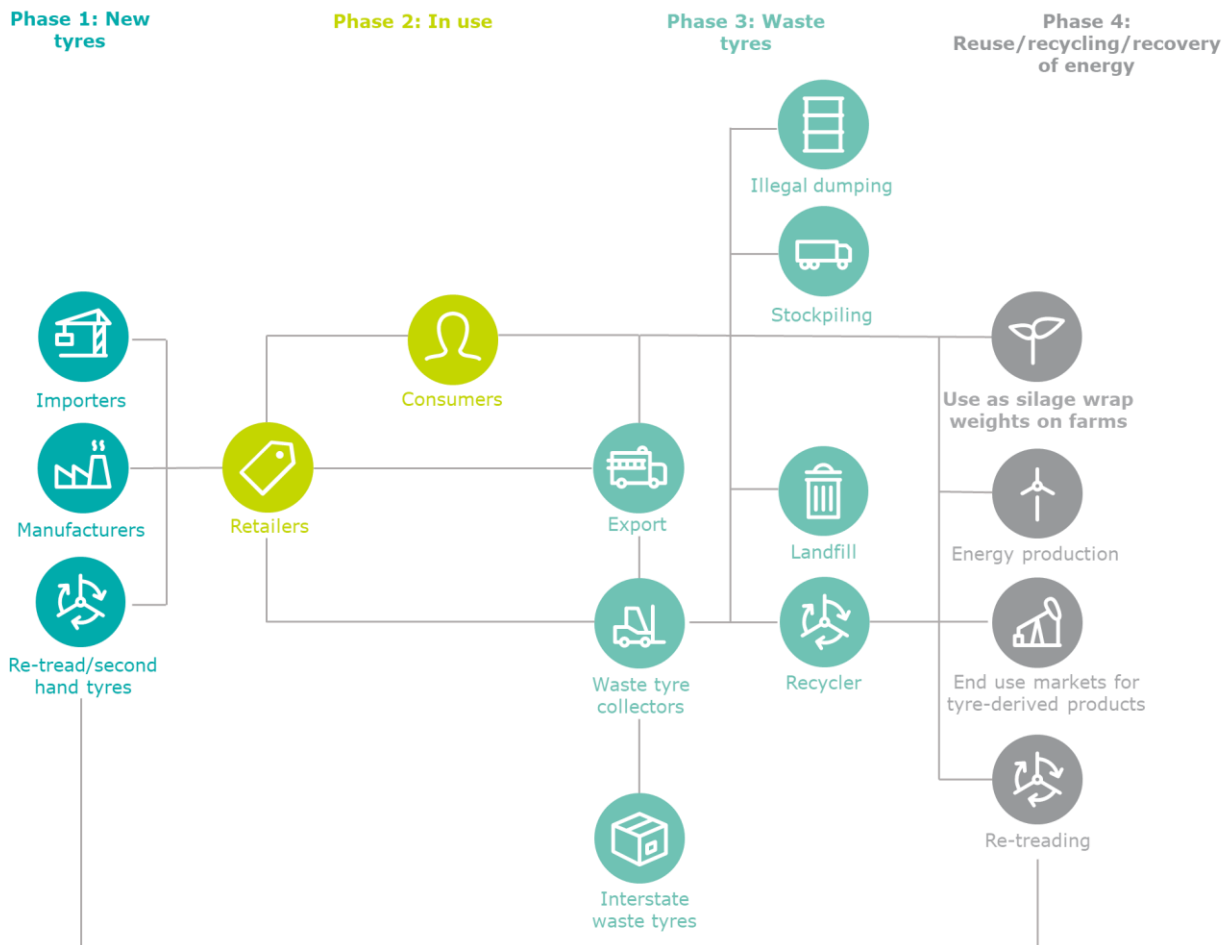 Phase 1: New
tyres
Phase 2: In use
Phase 3: Waste
tyres
Phase 4:
Reuse/recycling/recovery
of energy
Illegal dumping
Stockpiling
Importers
Consumers
Use as silage wrap
weights on farms
Manufacturers
Retailers
Export
Landfill
Energy production
Re-tread/second
hand tyres
Waste tyre
collectors
Recycler
End use markets for
tyre-derived products
Re-treading
Interstate
waste tyres